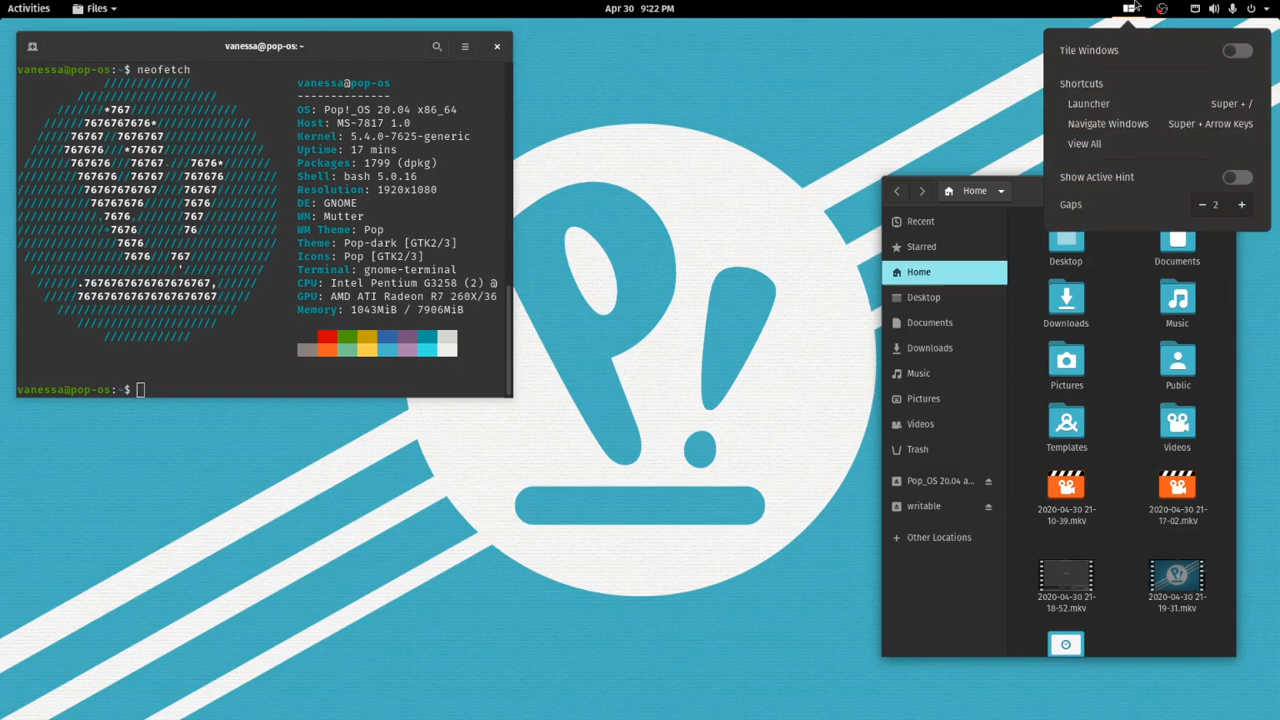 Activities
Files
Apr 30 9:22 PM
vanessa@pop-os: ~
vanessa@pop-os:~$ neofetch
vanessa@pop-os
--------------
OS: Pop!_OS 20.04 x86_64
Host: MS-7817 1.0
Kernel: 5.4.0-7625-generic
Uptime: 17 mins
Packages: 1799 (dpkg)
Shell: bash 5.0.16
Resolution: 1920x1080
DE: GNOME
WM: Mutter
WM Theme: Pop
Theme: Pop-dark [GTK2/3]
Icons: Pop [GTK2/3]
Terminal: gnome-terminal
CPU: Intel Pentium G3258 (2) @
GPU: AMD ATI Radeon R7 260X/36
Memory: 1043MiB / 7906MiB
vanessa@pop-os:~$
Tile Windows
Shortcuts
Launcher Super + /
Navigate Windows Super + Arrow Keys
View All
Show Active Hint
Gaps - 2 +
Home
Recent
Starred
Home
Desktop
Documents
Downloads
Music
Pictures
Videos
Trash
Pop_OS 20.04 a...
writable
+ Other Locations
Desktop
Documents
Downloads
Music
Pictures
Public
Templates
Videos
2020-04-30 21-
10-39.mkv
2020-04-30 21-
17-02.mkv
2020-04-30 21-
18-52.mkv
2020-04-30 21-
19-31.mkv
P!